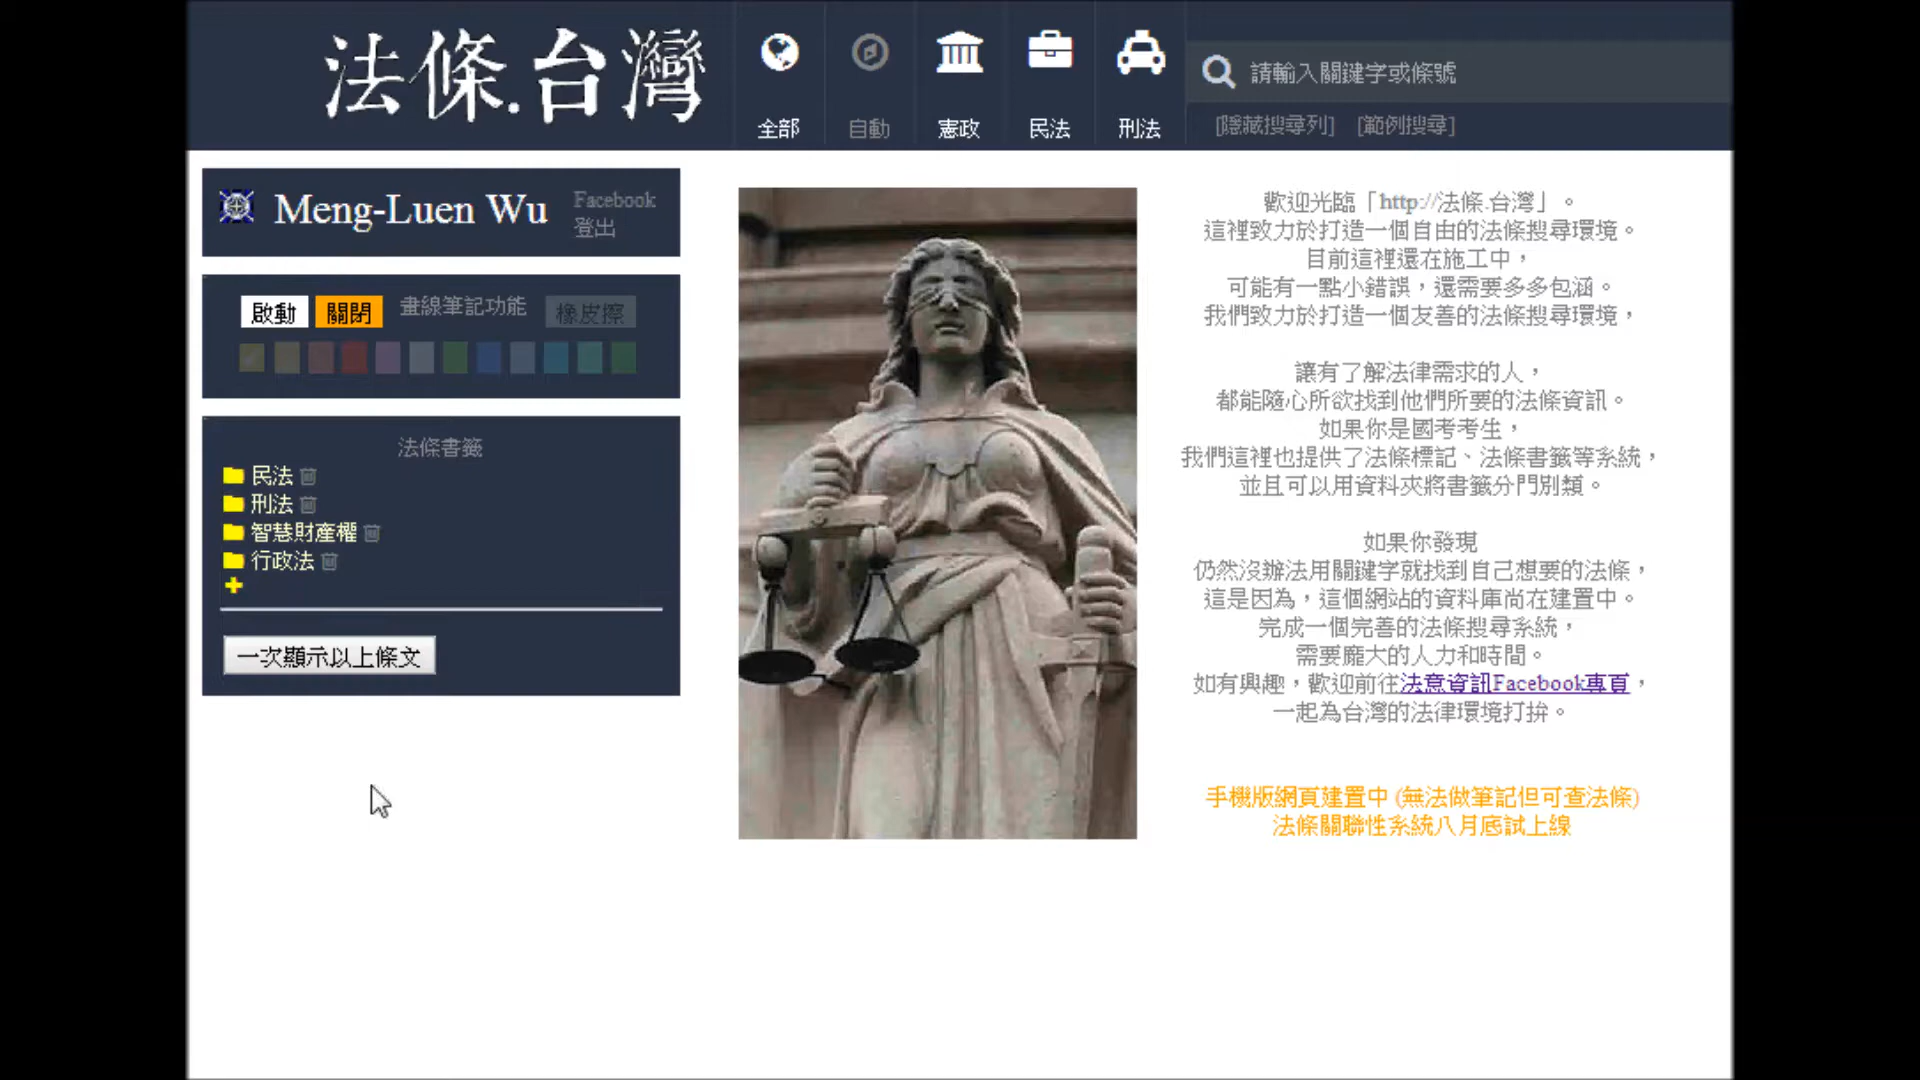 法條.台灣
全部
自動
憲政
民法
刑法
請輸入關鍵字或條號
[隱藏搜尋列] [範例搜尋]
Meng-Luen Wu
Facebook
登出
啟動 關閉 畫線筆記功能 橡皮擦
法條書籤
民法
刑法
智慧財產權
行政法
一次顯示以上條文
歡迎光臨「http://法條.台灣」。
這裡致力於打造一個自由的法條搜尋環境。
目前這裡還在施工中，
可能有一點小錯誤，還需要多多包涵。
我們致力於打造一個友善的法條搜尋環境，
讓有了解法律需求的人，
都能隨心所欲找到他們所要的法條資訊。
如果你是國考考生，
我們這裡也提供了法條標記、法條書籤等系統，
並且可以用資料夾將書籤分門別類。
如果你發現
仍然沒辦法用關鍵字就找到自己想要的法條，
這是因為，這個網站的資料庫尚在建置中。
完成一個完善的法條搜尋系統，
需要龐大的人力和時間。
如有興趣，歡迎前往法意資訊Facebook專頁，
一起為台灣的法律環境打拚。
手機版網頁建置中 (無法做筆記但可查法條)
法條關聯性系統八月底試上線